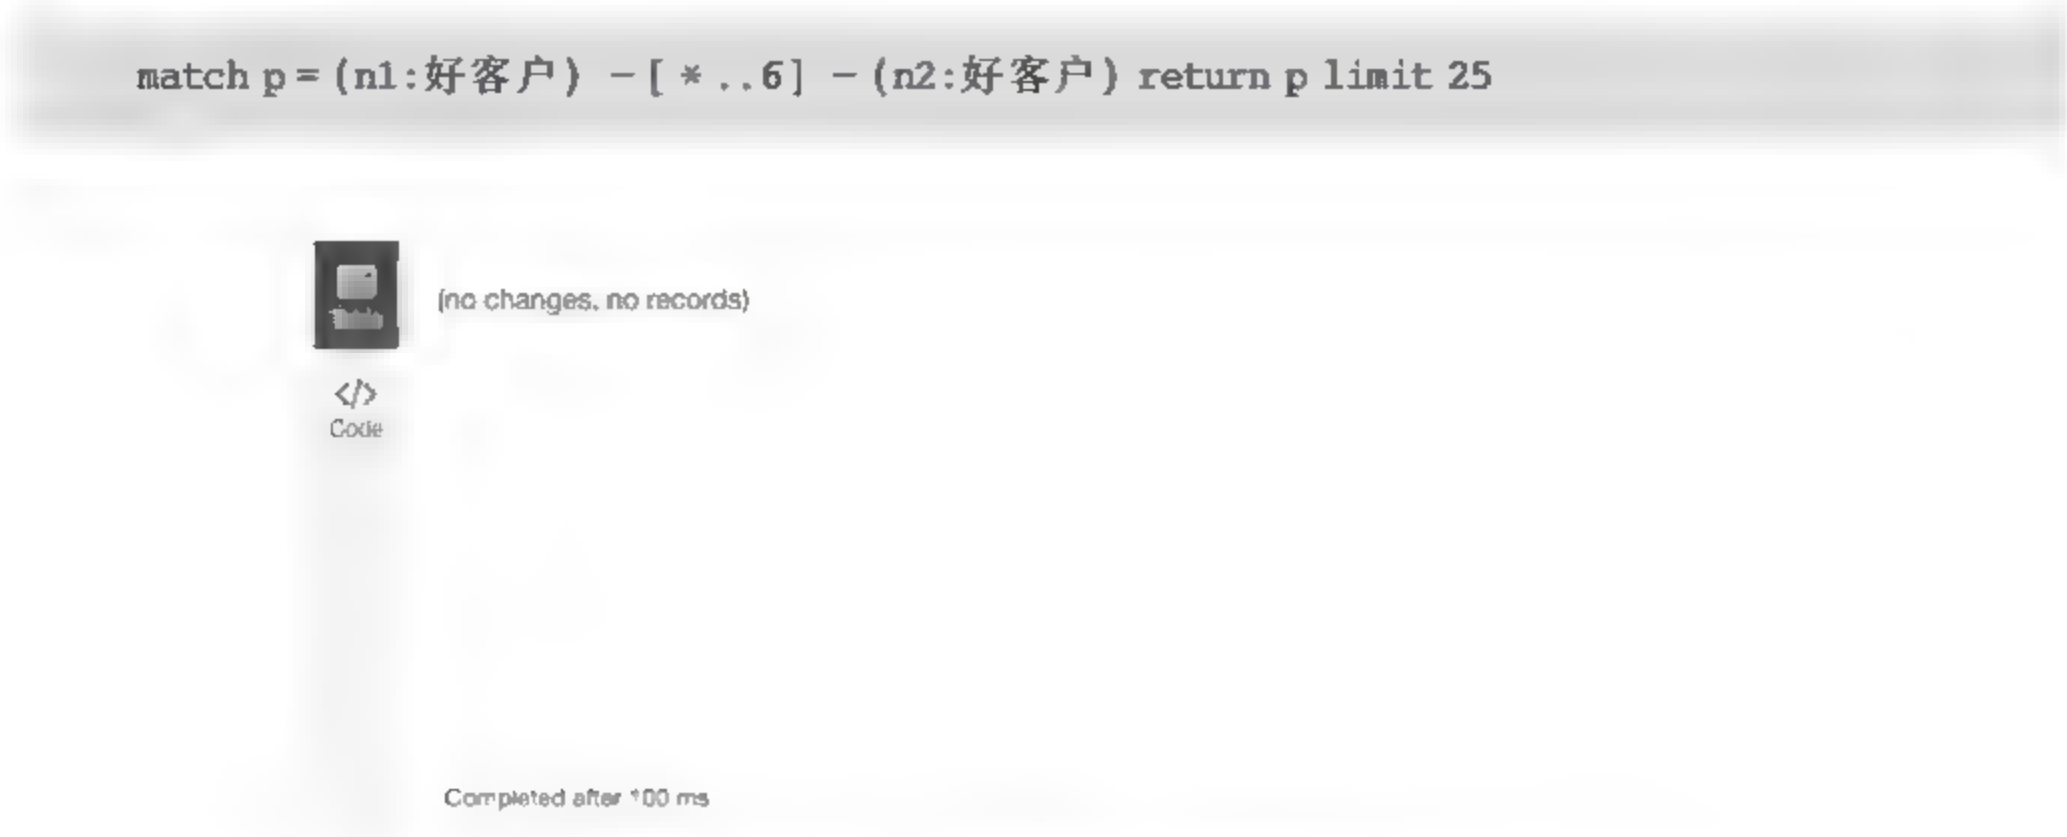 match p = (n1:好客户) -[ * ..6] - (n2:好客户) return p limit 25
(no changes, no records)
</>
Code
Completed after 100 ms